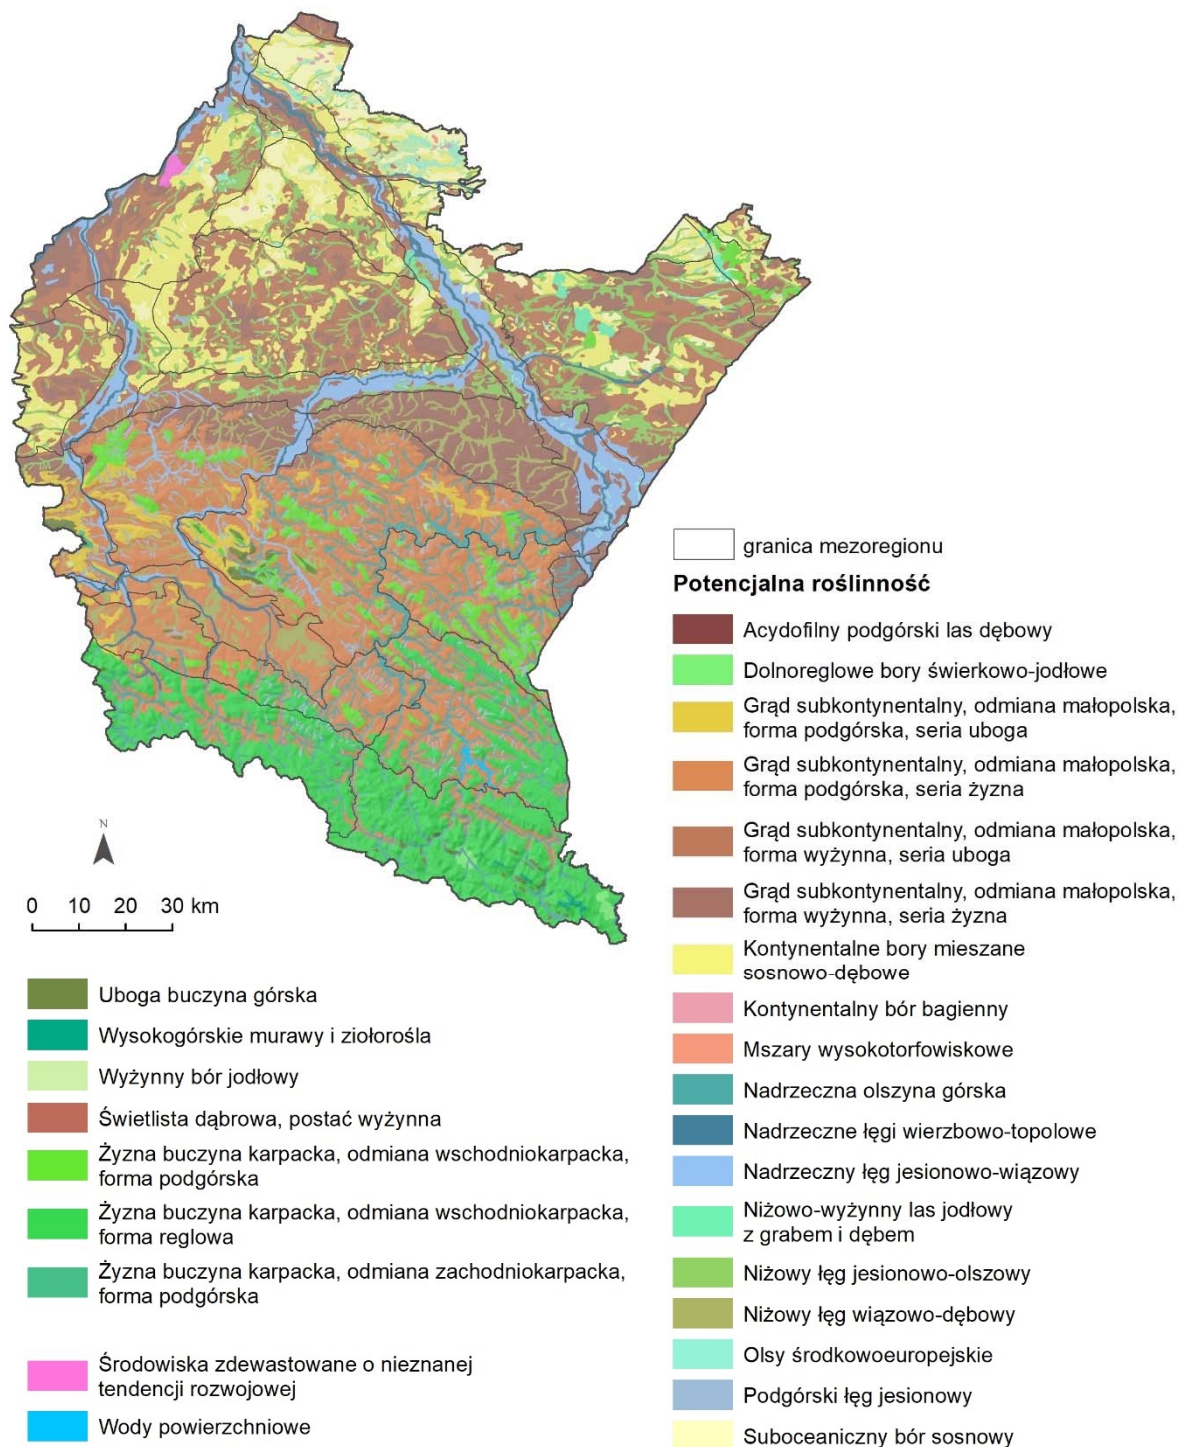 granica mezoregionu
Potencjalna roślinność
Acydofilny podgórski las dębowy
Dolnoreglowe bory świerkowo-jodłowe
Grąd subkontynentalny, odmiana małopolska,
forma podgórska, seria uboga
Grąd subkontynentalny, odmiana małopolska,
forma podgórska, seria żyzna
Grąd subkontynentalny, odmiana małopolska,
forma wyżynna, seria uboga
Grąd subkontynentalny, odmiana małopolska,
forma wyżynna, seria żyzna
Kontynentalne bory mieszane
sosnowo-dębowe
Kontynentalny bór bagienny
Mszary wysokotorfowiskowe
Nadrzeczna olszyna górska
Nadrzeczne łęgi wierzbowo-topolowe
Nadrzeczny łęg jesionowo-wiązowy
Niżowo-wyżynny las jodłowy
z grabem i dębem
Niżowy łęg jesionowo-olszowy
Niżowy łęg wiązowo-dębowy
Olsy środkowoeuropejskie
Podgórski łęg jesionowy
Suboceaniczny bór sosnowy
N
0 10 20 30 km
Uboga buczyna górska
Wysokogórskie murawy i ziołorośla
Wyżynny bór jodłowy
Świetlista dąbrowa, postać wyżynna
Żyzna buczyna karpacka, odmiana wschodniokarpacka,
forma podgórska
Żyzna buczyna karpacka, odmiana wschodniokarpacka,
forma reglowa
Żyzna buczyna karpacka, odmiana zachodniokarpacka,
forma podgórska
Środowiska zdewastowane o nieznanej
tendencji rozwojowej
Wody powierzchniowe